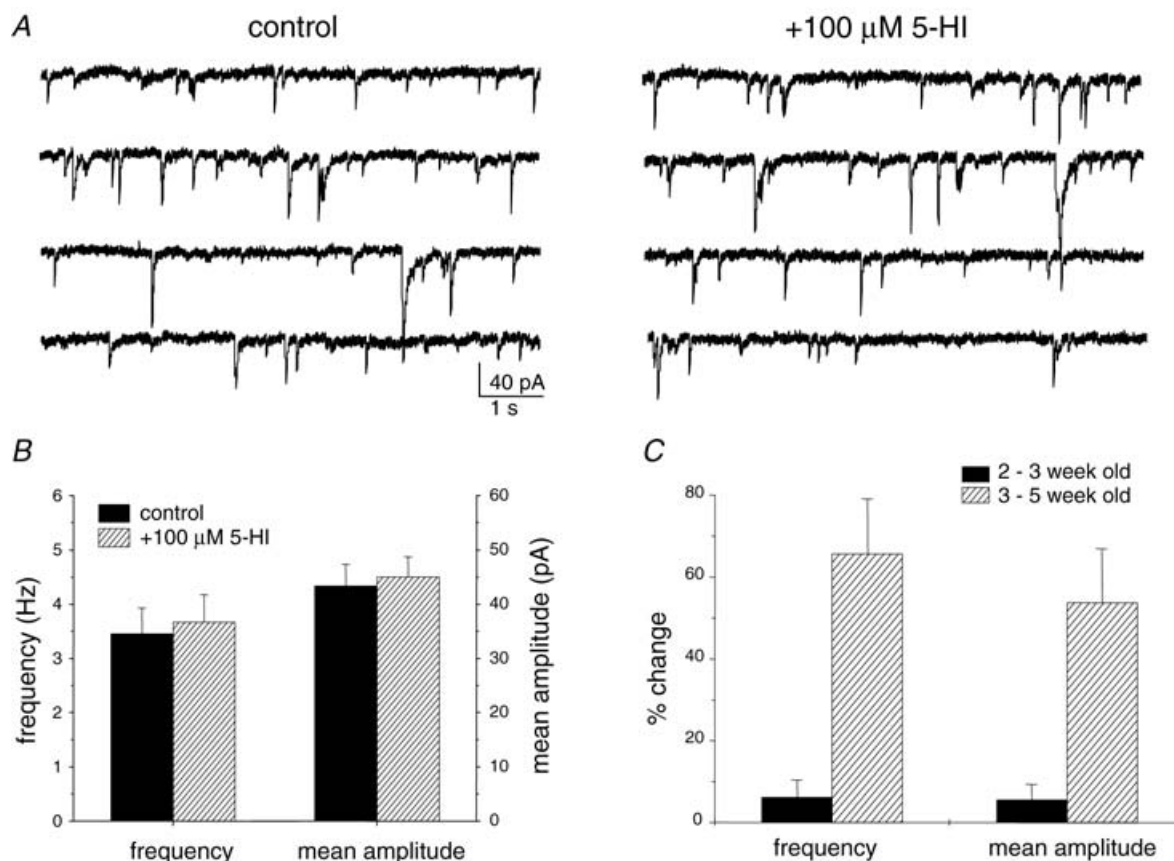 A
control
+100 µM 5-HI
40 pA
1 s
B
C
control
+100 µM 5-HI
2 - 3 week old
3 - 5 week old
frequency (Hz)
6
5
4
3
2
1
0
60
50
40
30
20
10
0
mean amplitude (pA)
frequency
mean amplitude
% change
80
60
40
20
0
frequency
mean amplitude